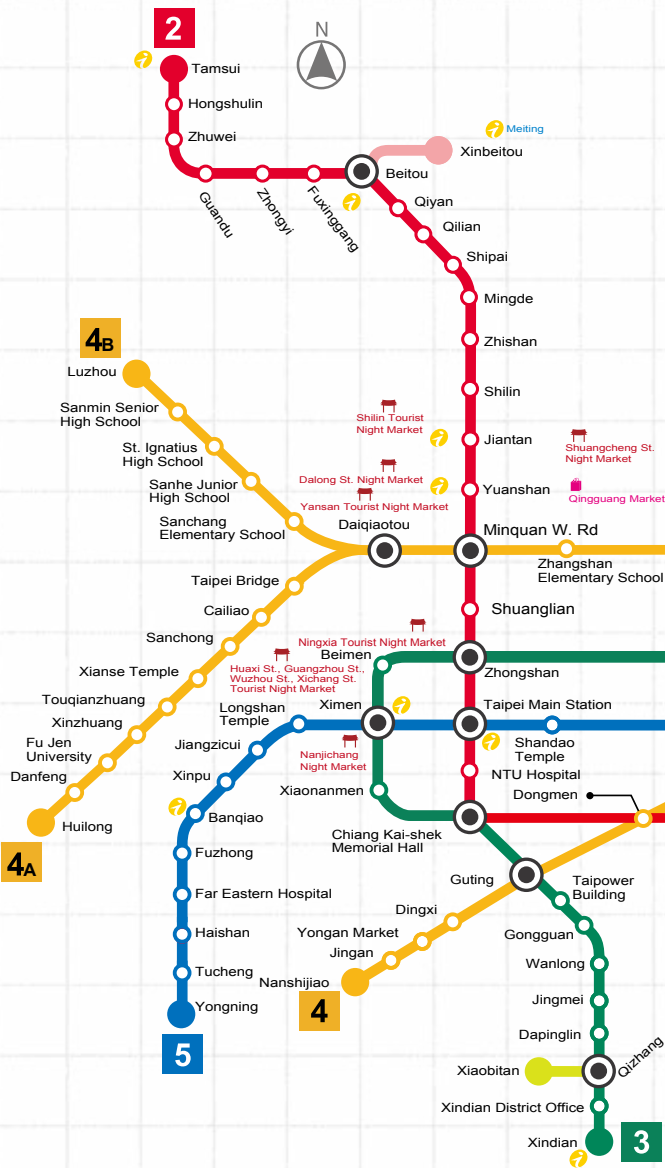 2
N
Tamsui
Hongshulin
Zhuwei
Meiting
Xinbeitou
Beitou
Guandu
Zhongyi
Fuxinggang
Qiyan
Qilian
Shipai
Mingde
Zhishan
4B
Luzhou
Shilin
Sanmin Senior
High School
Shilin Tourist
Night Market
Jiantan
Shuangcheng St.
Night Market
St. Ignatius
High School
Dalong St. Night Market
Sanhe Junior
High School
Yuanshan
Qingguang Market
Yansan Tourist Night Market
Sanchang
Elementary School
Daiqiaotou
Minquan W. Rd
Zhangshan
Elementary School
Taipei Bridge
Cailiao
Shuanglian
Sanchong
Ningxia Tourist Night Market
Beimen
Xianse Temple
Huaxi St., Guangzhou St.,
Wuzhou St., Xichang St.
Tourist Night Market
Zhongshan
Touqianzhuang
Longshan
Temple
Ximen
Taipei Main Station
Xinzhuang
Jiangzicui
Shandao
Temple
Fu Jen
University
Nanjichang
Night Market
Danfeng
Xinpu
NTU Hospital
Xiaonanmen
Dongmen
Huilong
Banqiao
4A
Chiang Kai-shek
Memorial Hall
Fuzhong
Guting
Taipower
Building
Far Eastern Hospital
Dingxi
Haishan
Yongan Market
Gongguan
Jingan
Wanlong
Tucheng
Nanshijiao
Yongning
4
Jingmei
Dapinglin
5
Qizhang
Xiaobitan
Xindian District Office
Xindian
3